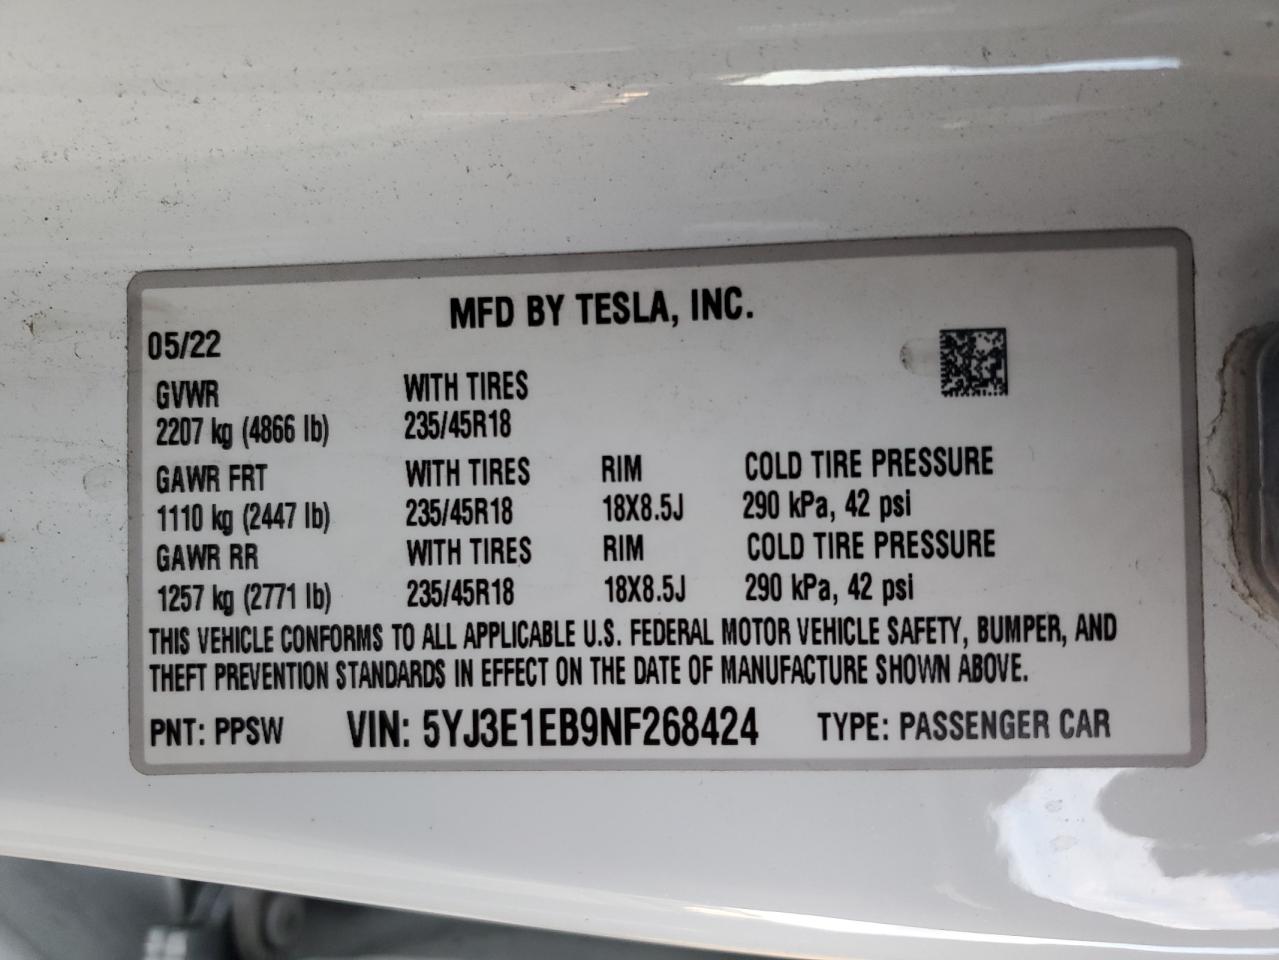 MFD BY TESLA, INC.
05/22
GVWR WITH TIRES
2207 kg (4866 lb) 235/45R18
GAWR FRT WITH TIRES RIM COLD TIRE PRESSURE
1110 kg (2447 lb) 235/45R18 18X8.5J 290 kPa, 42 psi
GAWR RR WITH TIRES RIM COLD TIRE PRESSURE
1257 kg (2771 lb) 235/45R18 18X8.5J 290 kPa, 42 psi
THIS VEHICLE CONFORMS TO ALL APPLICABLE U.S. FEDERAL MOTOR VEHICLE SAFETY, BUMPER, AND
THEFT PREVENTION STANDARDS IN EFFECT ON THE DATE OF MANUFACTURE SHOWN ABOVE.
PNT: PPSW VIN: 5YJ3E1EB9NF268424 TYPE: PASSENGER CAR